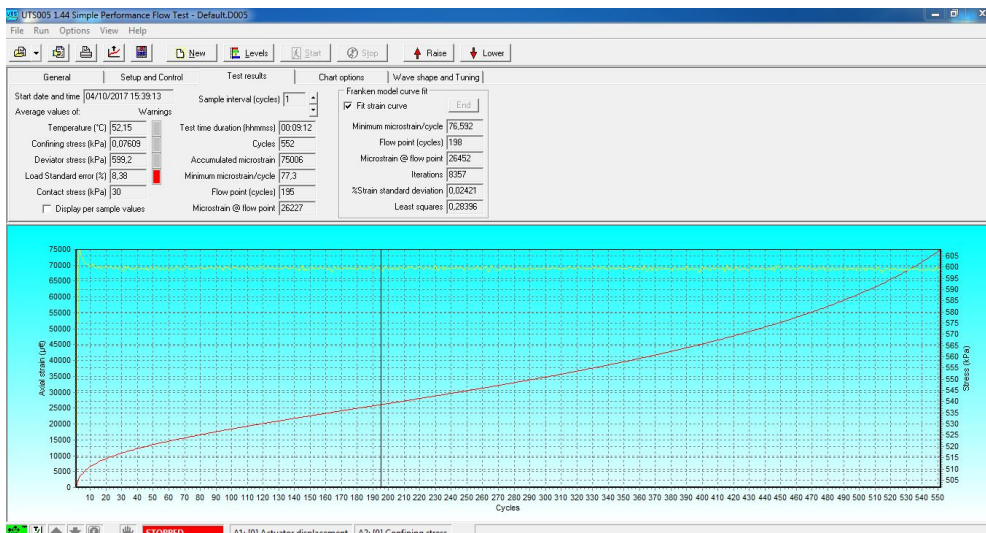 UTS005 1.44 Simple Performance Flow Test - Default.D005
File Run Options View Help
New Levels Start Stop Raise Lower
General Setup and Control Test results Chart options Wave shape and Tuning
Start date and time 04/10/2017 15:39:13
Average values of: Warnings
Temperature (°C) 52,15
Confining stress (kPa) 0,07609
Deviator stress (kPa) 599,2
Load Standard error (%) 8,38
Contact stress (kPa) 30
Display per sample values
Sample interval (cycles) 1
Test time duration (hhmmss) 00:09:12
Cycles 552
Accumulated microstrain 75006
Minimum microstrain/cycle 77,3
Flow point (cycles) 195
Microstrain @ flow point 26227
Franken model curve fit
Fit strain curve End
Minimum microstrain/cycle 76,592
Flow point (cycles) 198
Microstrain @ flow point 26452
Iterations 8357
%Strain standard deviation 0,02421
Least squares 0,28396
Axial strain (µε)
75000
70000
65000
60000
55000
50000
45000
40000
35000
30000
25000
20000
15000
10000
5000
0
605
600
595
590
585
580
575
570
565
560
555
550
545
540
535
530
525
520
515
510
505
Stress (kPa)
10 20 30 40 50 60 70 80 90 100 110 120 130 140 150 160 170 180 190 200 210 220 230 240 250 260 270 280 290 300 310 320 330 340 350 360 370 380 390 400 410 420 430 440 450 460 470 480 490 500 510 520 530 540 550
Cycles
STOPPED A1: [0] Actuator displacement A2: [0] Confining stress